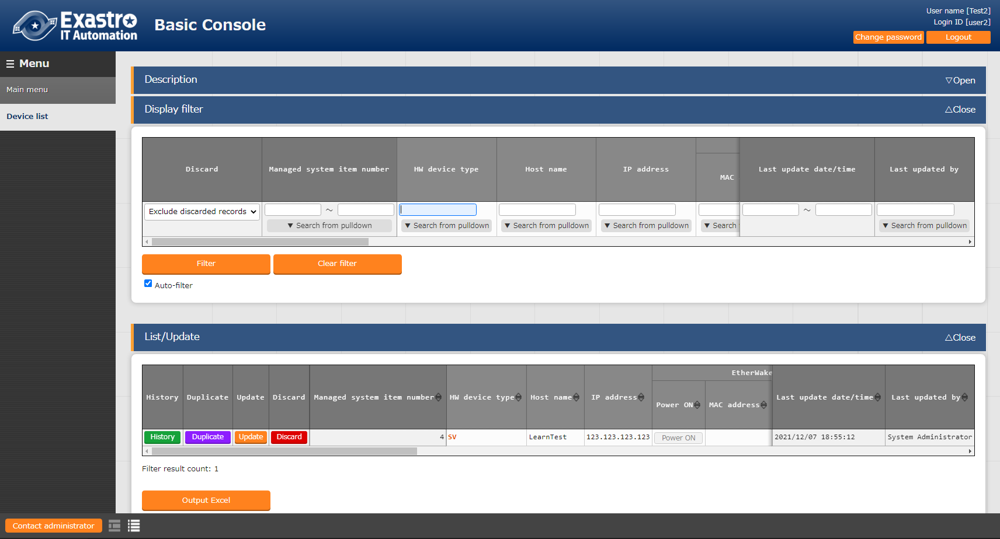 Exastro
IT Automation
Basic Console
User name [Test2]
Login ID [user2]
Change password
Logout
Menu
Main menu
Device list
Description
▽Open
Display filter
△Close
Discard
Managed system item number
HW device type
Host name
IP address
MAC
Last update date/time
Last updated by
Exclude discarded records
~
~
▼ Search from pulldown
▼ Search from pulldown
▼ Search from pulldown
▼ Search from pulldown
▼ Search
▼ Search from pulldown
Filter
Clear filter
Auto-filter
List/Update
△Close
History
Duplicate
Update
Discard
Managed system item number
HW device type
Host name
IP address
EtherWake
Power ON
MAC address
Last update date/time
Last updated by
History
Duplicate
Update
Discard
4
SV
LearnTest
123.123.123.123
Power ON
2021/12/07 18:55:12
System Administrator
Filter result count: 1
Output Excel
Contact administrator